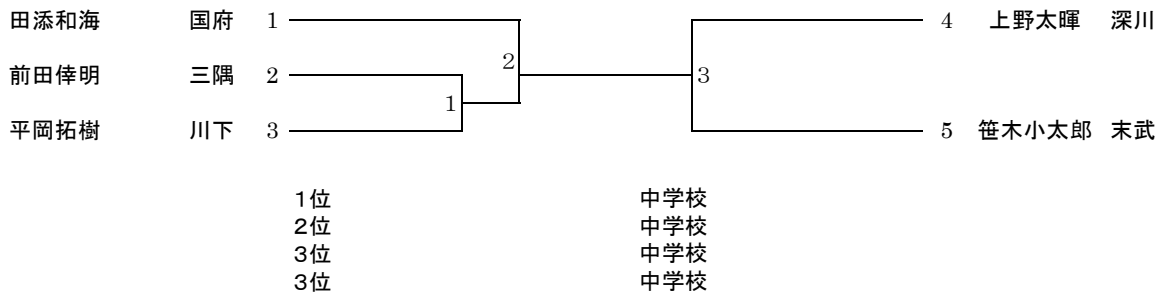 田添和海 国府 1 4 上野太暉 深川
2
前田倖明 三隅 2 3
1
平岡拓樹 川下 3 5 笹木小太郎 末武
１位 中学校
２位 中学校
３位 中学校
３位 中学校